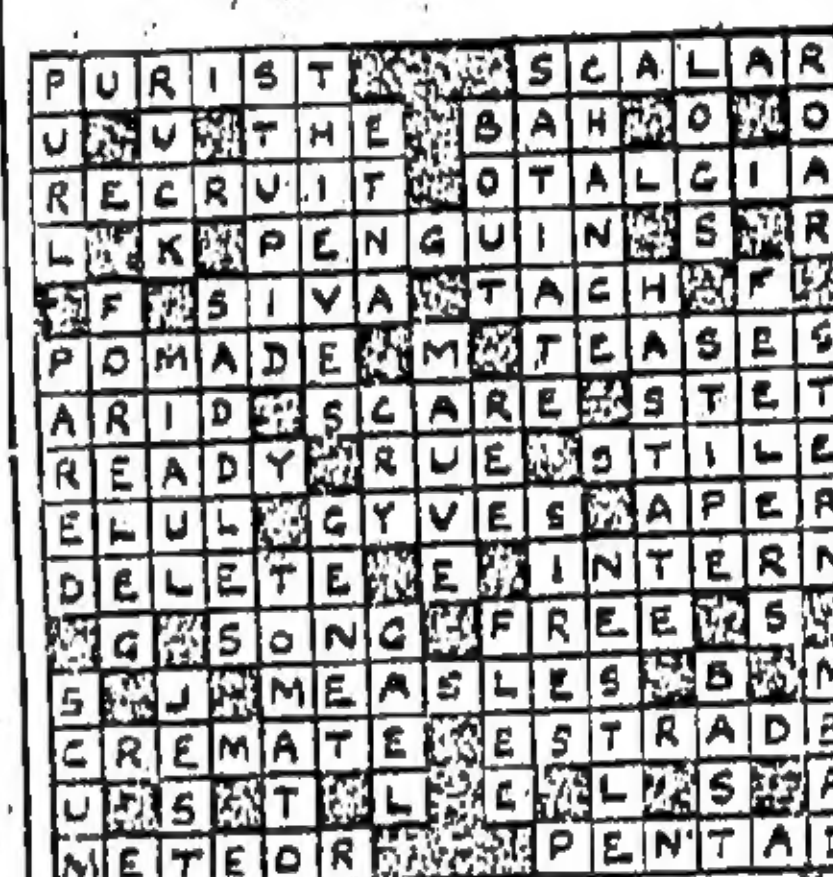 PURIST SCALAR
U U THE BAH O O
RECRUIT OTALGIA
L K PENGUIN S R
F SIVA TACH F
POMADE M TEASES
ARID SCARE STET
READY RUE STILE
ELUL GYVES APER
DELETE E INTERN
G SONG FREE S
S J MEASLES B N
CREMATE ESTRADE
U S T L C L S A
METEOR PENTA